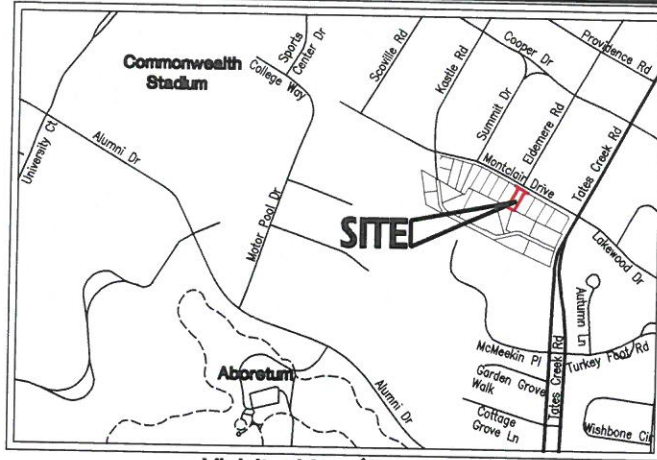 Commonwealth
Stadium
Sports
Center Dr
College Way
Scoville Rd
Kastle Rd
Cooper Dr
Providence Rd
Summit Dr
Eldemere Rd
Tates Creek Rd
University Ct
Alumni Dr
Montclair Drive
Motor Pool Dr
SITE
Lakewood Dr
Autumn Ln
McMeekin Pl
Turkey Foot Rd
Garden Grove
Walk
Tates Creek Rd
Aboretum
Alumni Dr
Cottage
Grove Ln
Wishbone Cir